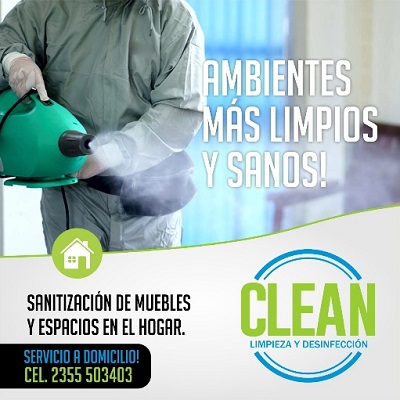 AMBIENTES
MÁS LIMPIOS
Y SANOS!
SANITIZACIÓN DE MUEBLES
Y ESPACIOS EN EL HOGAR.
SERVICIO A DOMICILIO!
CEL. 2355 503403
CLEAN
LIMPIEZA Y DESINFECCIÓN